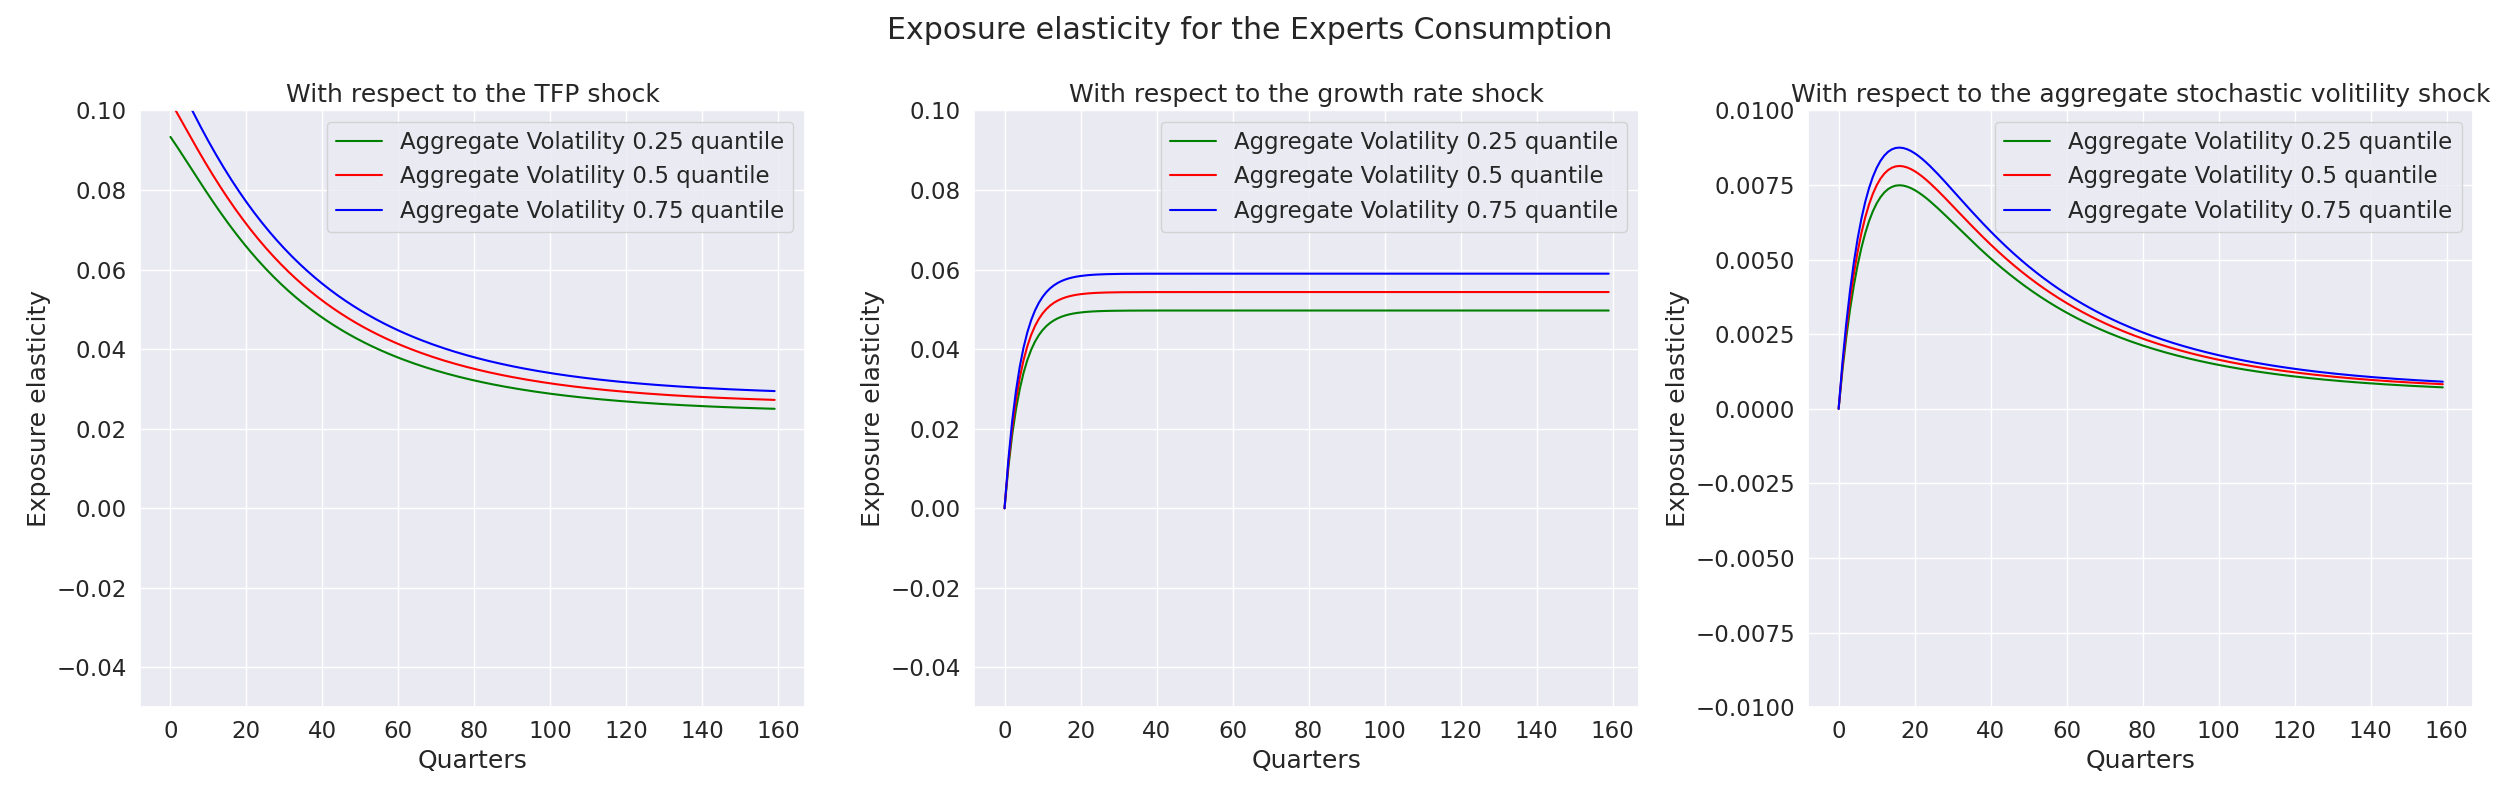 Exposure elasticity for the Experts Consumption
With respect to the TFP shock
Exposure elasticity
0.10
0.08
0.06
0.04
0.02
0.00
−0.02
−0.04
Aggregate Volatility 0.25 quantile
Aggregate Volatility 0.5 quantile
Aggregate Volatility 0.75 quantile
0 20 40 60 80 100 120 140 160
Quarters
With respect to the growth rate shock
Exposure elasticity
0.10
0.08
0.06
0.04
0.02
0.00
−0.02
−0.04
Aggregate Volatility 0.25 quantile
Aggregate Volatility 0.5 quantile
Aggregate Volatility 0.75 quantile
0 20 40 60 80 100 120 140 160
Quarters
With respect to the aggregate stochastic volitility shock
Exposure elasticity
0.0100
0.0075
0.0050
0.0025
0.0000
−0.0025
−0.0050
−0.0075
−0.0100
Aggregate Volatility 0.25 quantile
Aggregate Volatility 0.5 quantile
Aggregate Volatility 0.75 quantile
0 20 40 60 80 100 120 140 160
Quarters